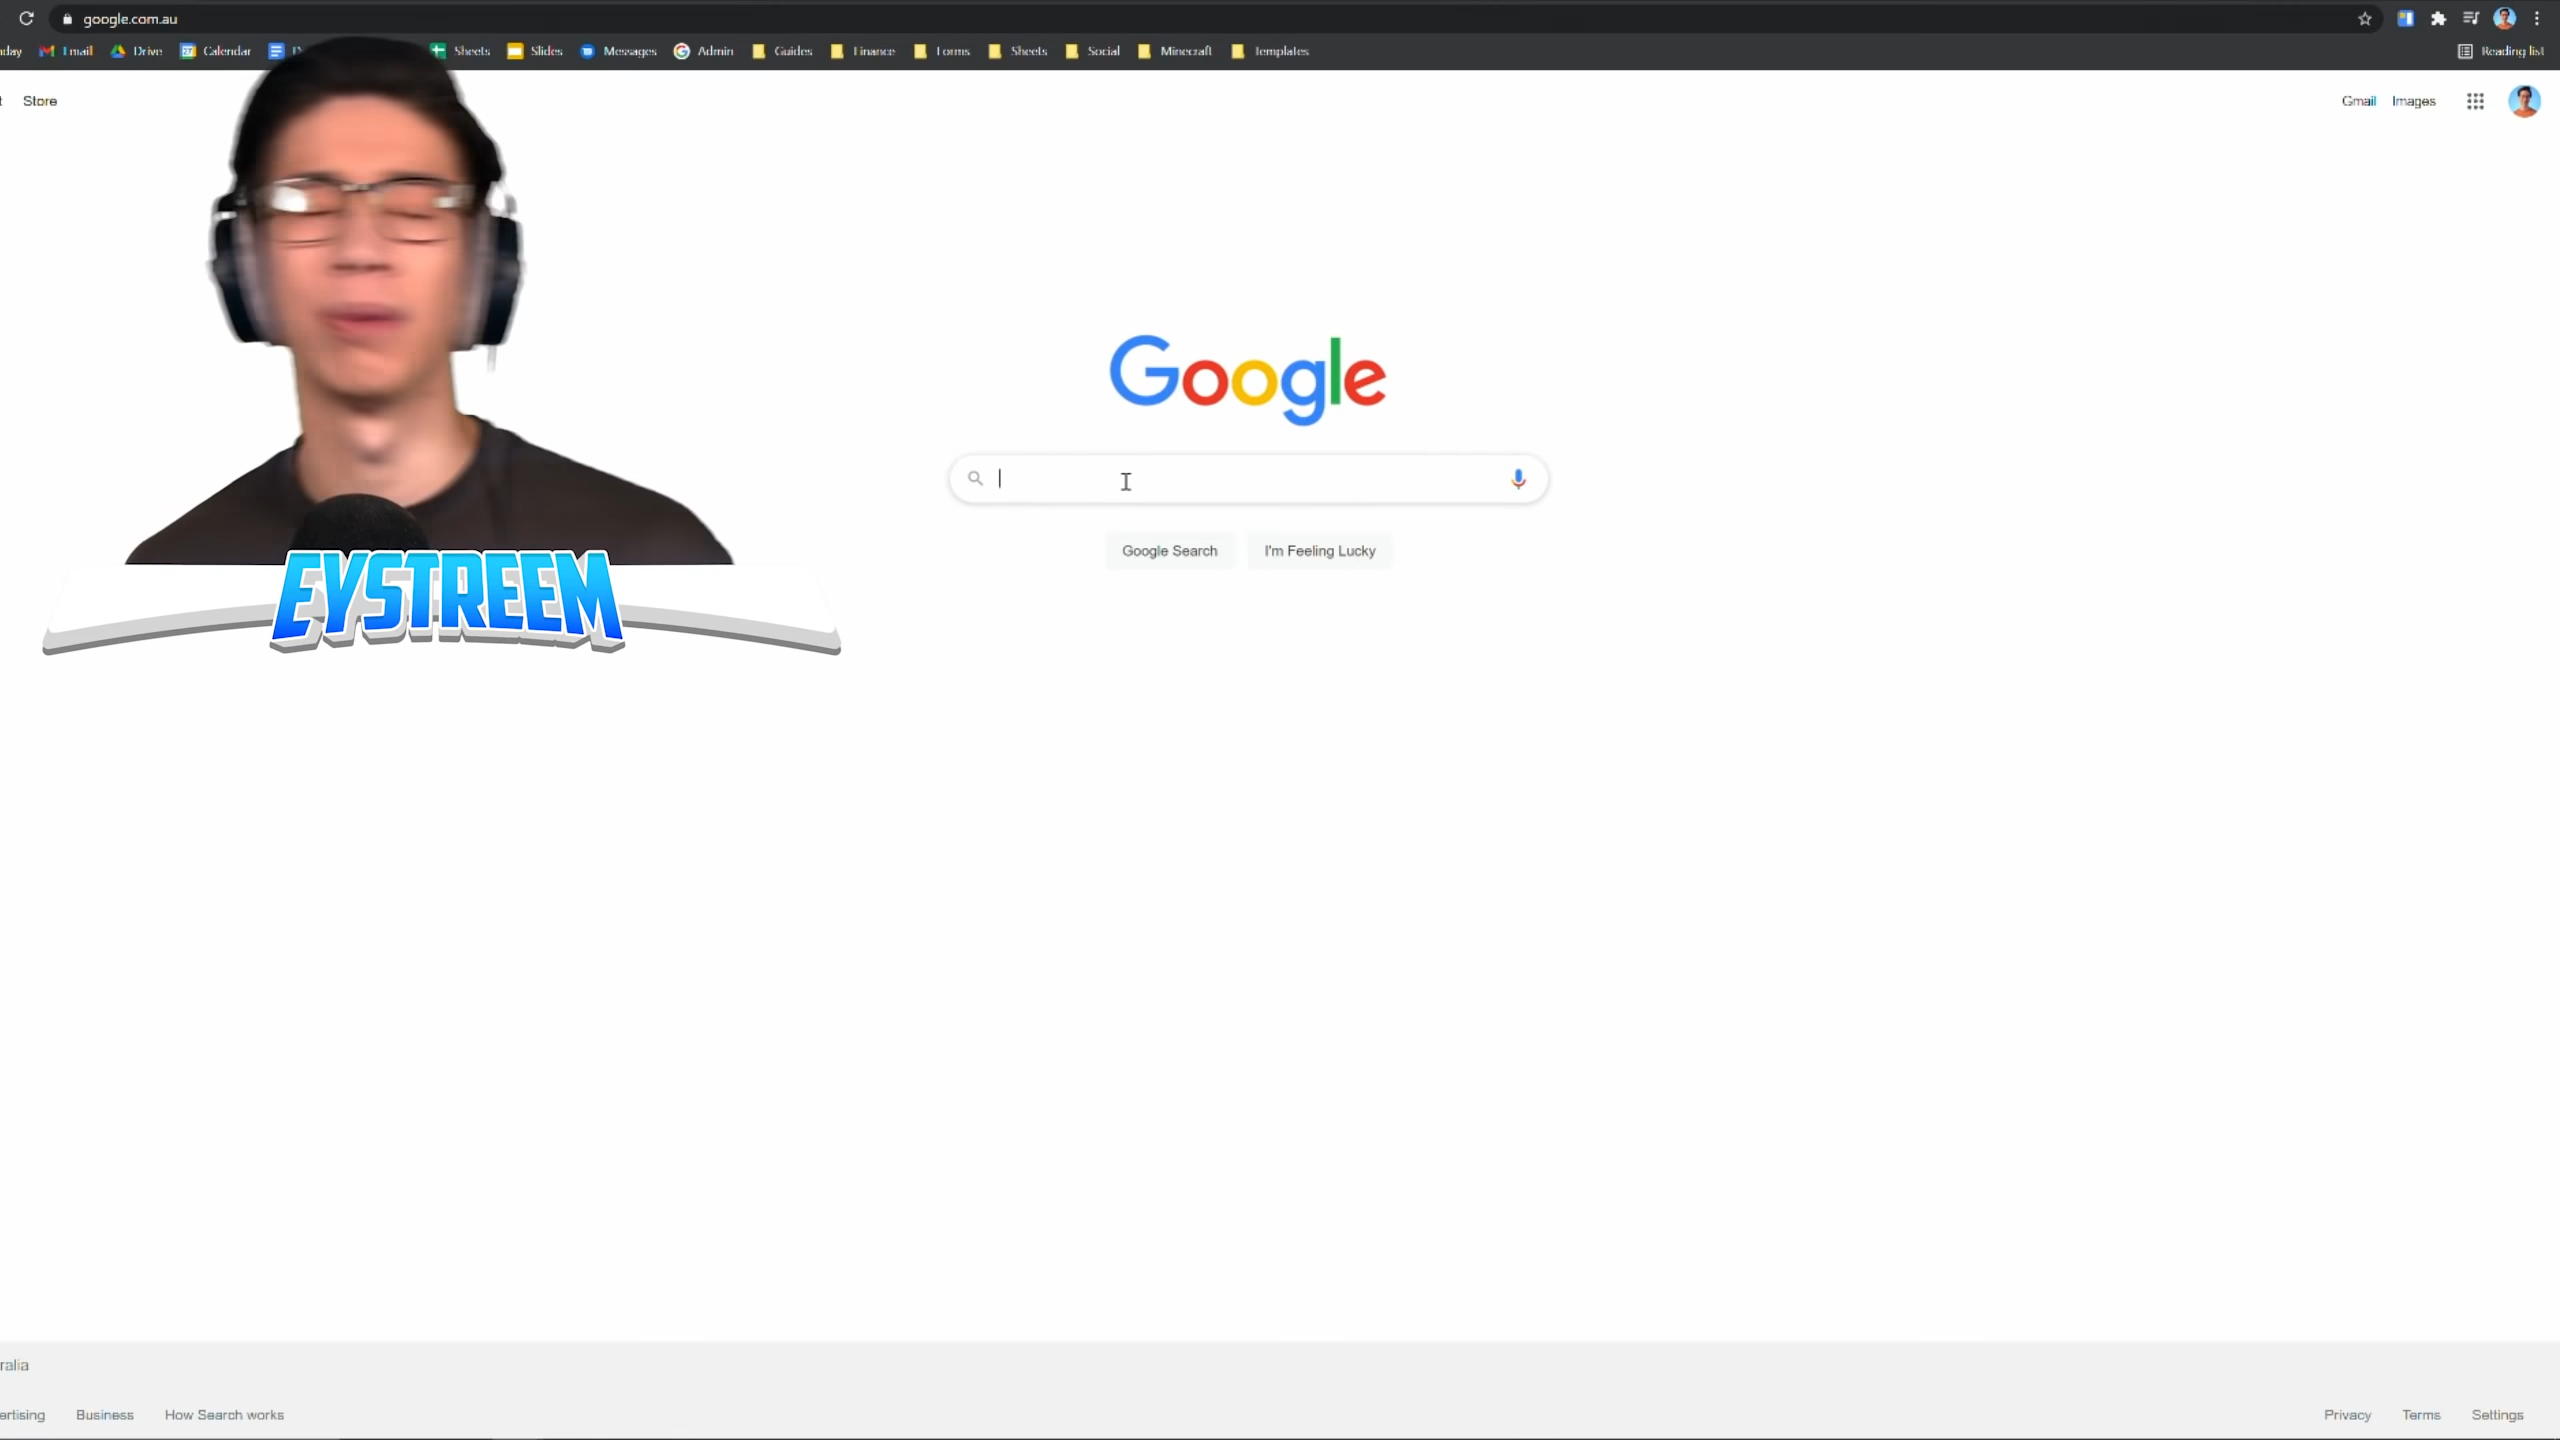 google.com.au
Email Drive Calendar Sheets Slides Messages Admin Guides Finance Forms Sheets Social Minecraft Templates Reading list
Store Gmail Images
Google
Google Search I'm Feeling Lucky
EYSTREEM
ralia
ertising Business How Search works Privacy Terms Settings